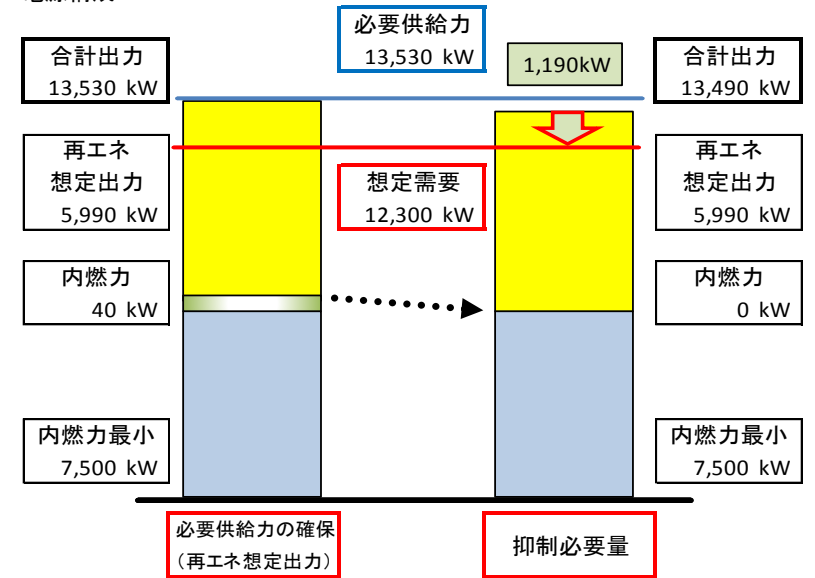 必要供給力
13,530 kW
合計出力
13,530 kW
1,190kW
合計出力
13,490 kW
再エネ
想定出力
5,990 kW
想定需要
12,300 kW
再エネ
想定出力
5,990 kW
内燃力
40 kW
内燃力
0 kW
内燃力最小
7,500 kW
内燃力最小
7,500 kW
必要供給力の確保
（再エネ想定出力）
抑制必要量